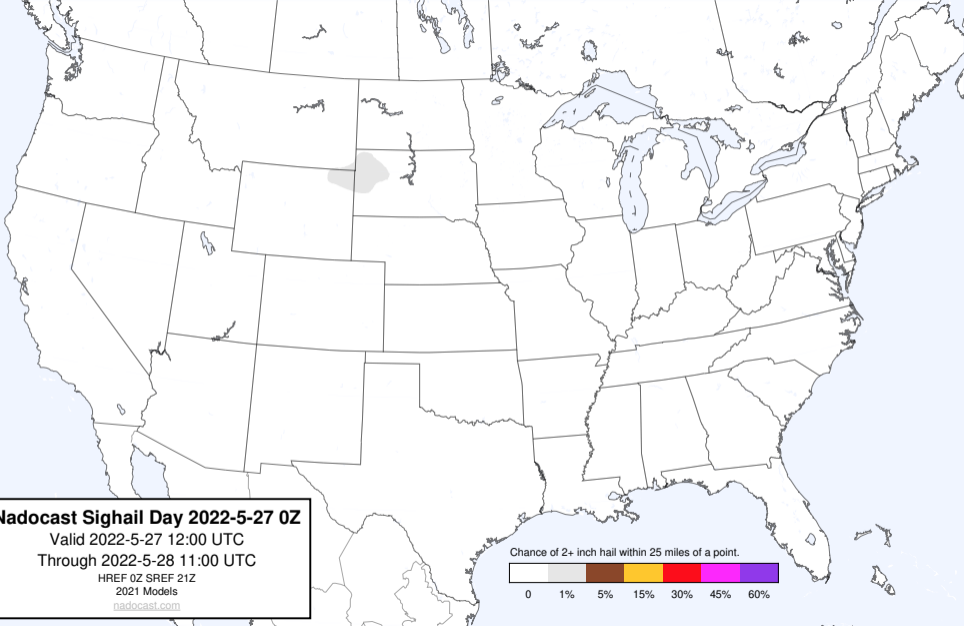 Nadocast Sighail Day 2022-5-27 0Z
Valid 2022-5-27 12:00 UTC
Through 2022-5-28 11:00 UTC
HREF 0Z SREF 21Z
2021 Models
nadocast.com
Chance of 2+ inch hail within 25 miles of a point.
0 1% 5% 15% 30% 45% 60%